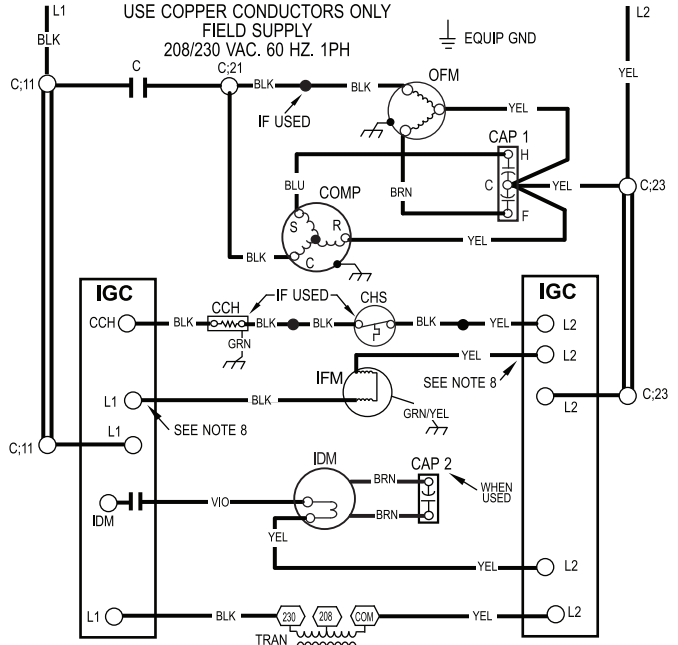 L1
USE COPPER CONDUCTORS ONLY
FIELD SUPPLY
208/230 VAC. 60 HZ. 1PH
L2
BLK
EQUIP GND
YEL
C;11
C
C;21
BLK
BLK
OFM
IF USED
YEL
CAP 1
H
BLU
COMP
BRN
C
YEL
C;23
S
R
F
YEL
BLK
C
IGC
IF USED
CHS
IGC
CCH
BLK
CCH
BLK
BLK
BLK
YEL
L2
GRN
YEL
L2
IFM
SEE NOTE 8
L1
BLK
GRN/YEL
L2
C;23
SEE NOTE 8
C;11
L1
IDM
CAP 2
BRN
WHEN
USED
VIO
IDM
BRN
YEL
YEL
L2
L1
BLK
230
208
COM
YEL
L2
TRAN